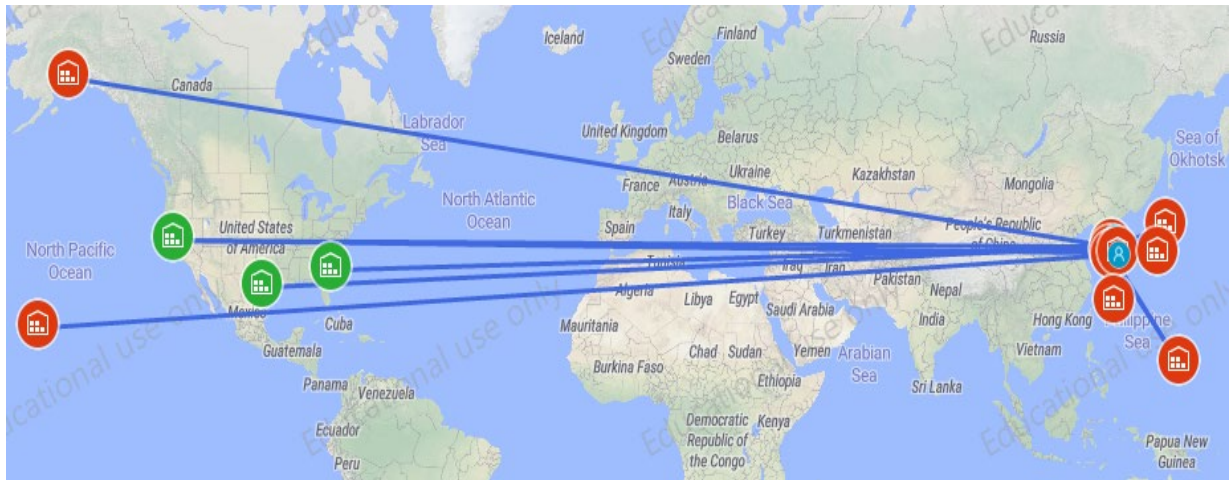 Iceland
Finland
Russia
Sweden
Canada
Labrador
Sea
United Kingdom
Belarus
Sea of
Okhotsk
Ukraine
Kazakhstan
France
Austria
Mongolia
North Atlantic
Ocean
Black Sea
Italy
Spain
United States
of America
Turkey
Turkmenistan
People's Republic
of China
North Pacific
Ocean
Tunisia
Iraq
Iran
Pakistan
Nepal
Algeria
Libya
Egypt
Saudi Arabia
Mexico
Cuba
Mauritania
India
Hong Kong
Philippine
Sea
Guatemala
Chad
Sudan
Yemen
Arabian
Sea
Vietnam
Burkina Faso
Ethiopia
Sri Lanka
Panama
Venezuela
Democratic
Republic of
the Congo
Kenya
Ecuador
Peru
Papua New
Guinea
Educational use only